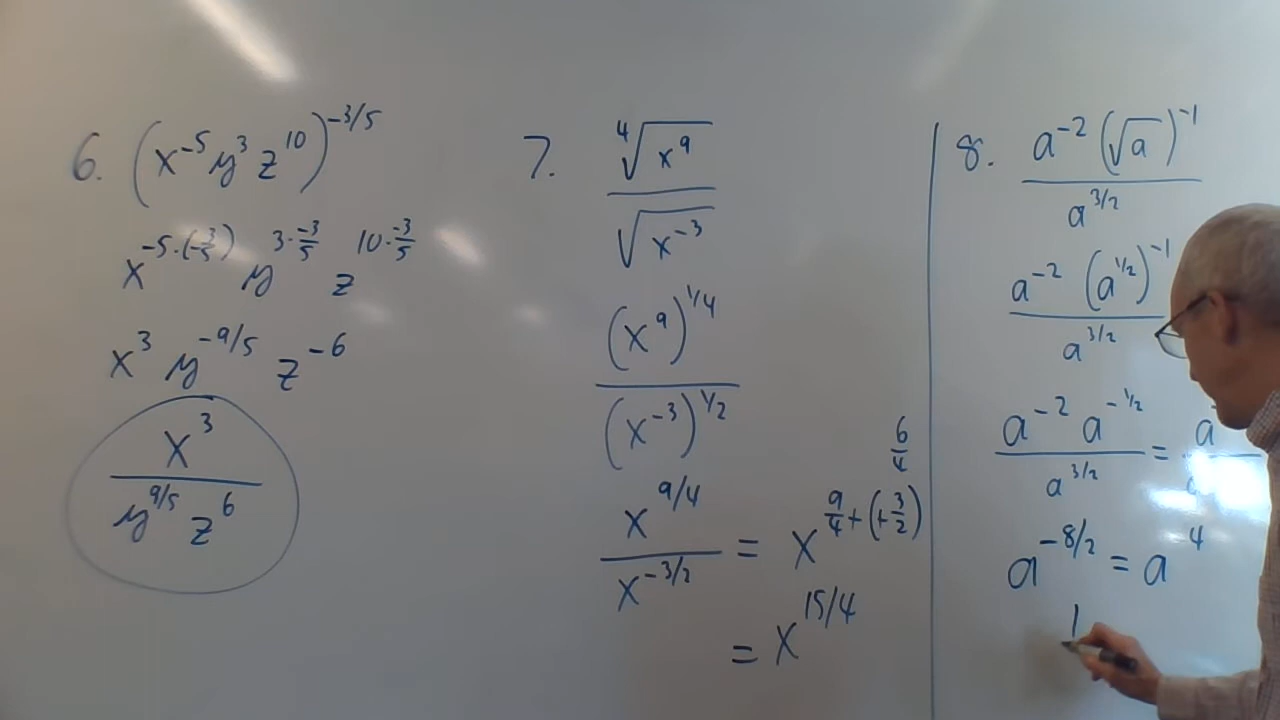 6. (x^{-5} y^3 z^{10})^{-3/5}
x^{-5·(-3/5)} y^{3·-3/5} z^{10·-3/5}
x^3 y^{-9/5} z^{-6}
x^3 / y^{9/5} z^6
7. ⁴√(x^9) / √(x^{-3})
(x^9)^{1/4} / (x^{-3})^{1/2}
6/4
x^{9/4} / x^{-3/2} = x^{9/4 + (+3/2)}
= x^{15/4}
8. a^{-2} (√a)^{-1} / a^{3/2}
a^{-2} (a^{1/2})^{-1} / a^{3/2}
a^{-2} a^{-1/2} / a^{3/2} = a
a^{-8/2} = a^4
1